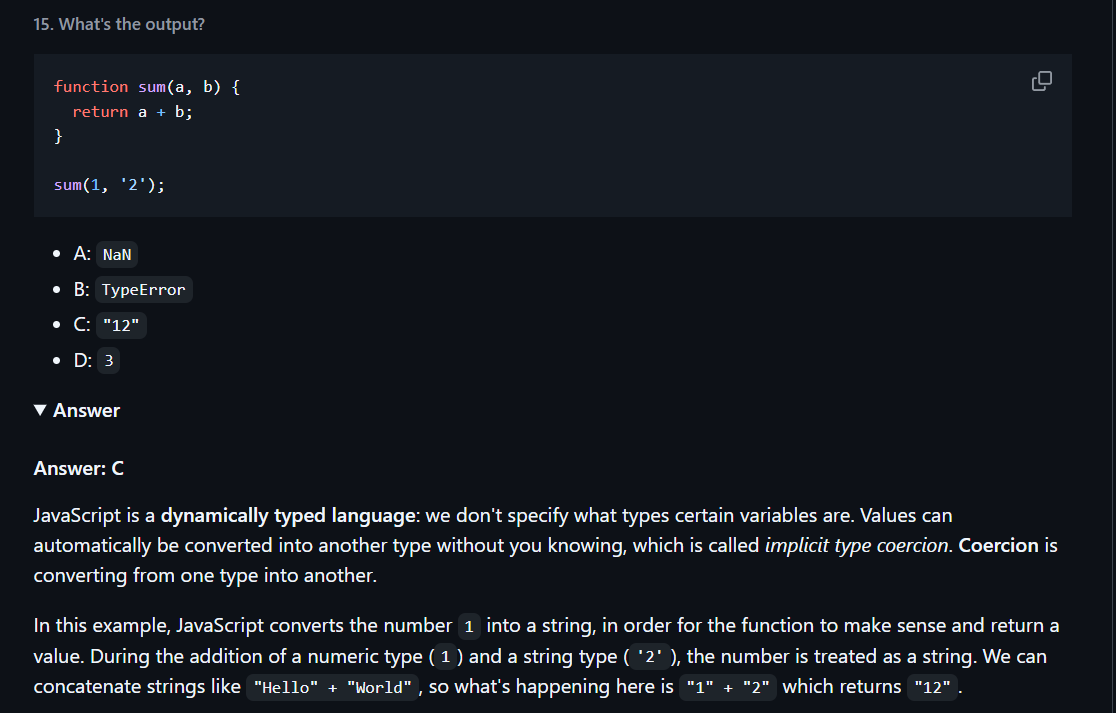 15. What's the output?
function sum(a, b) {
  return a + b;
}
sum(1, '2');
• A: NaN
• B: TypeError
• C: "12"
• D: 3
▼ Answer
Answer: C
JavaScript is a dynamically typed language: we don't specify what types certain variables are. Values can
automatically be converted into another type without you knowing, which is called implicit type coercion. Coercion is
converting from one type into another.
In this example, JavaScript converts the number 1 into a string, in order for the function to make sense and return a
value. During the addition of a numeric type (1) and a string type ('2'), the number is treated as a string. We can
concatenate strings like "Hello" + "World", so what's happening here is "1" + "2" which returns "12".